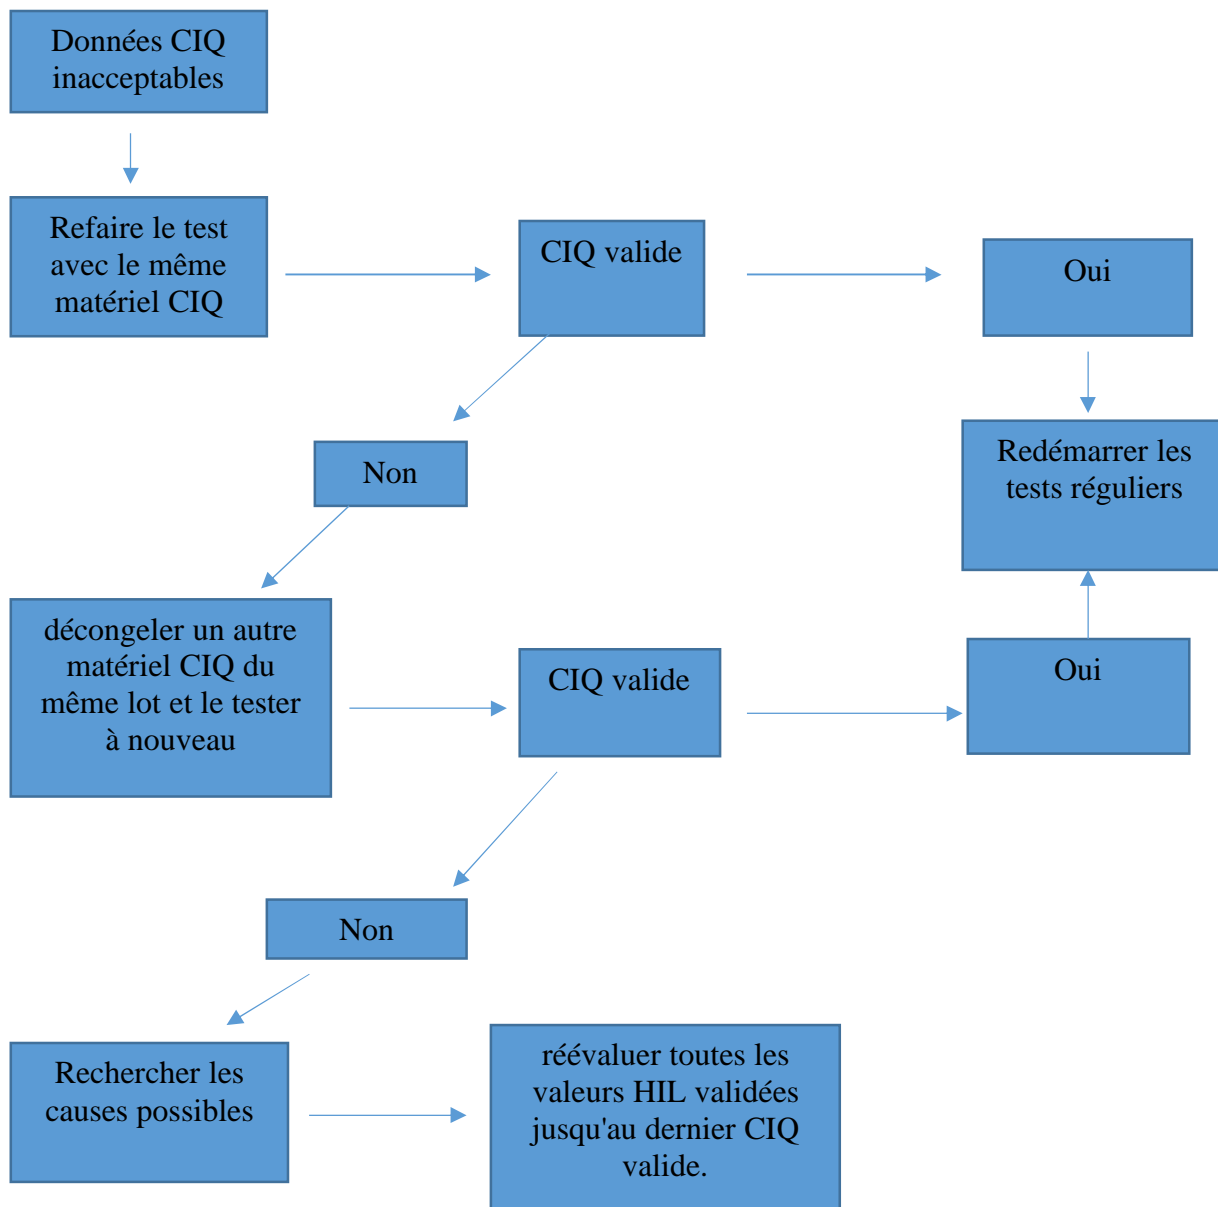 Données CIQ
inacceptables
Refaire le test
avec le même
matériel CIQ
CIQ valide
Oui
Non
Redémarrer les
tests réguliers
décongeler un autre
matériel CIQ du
même lot et le tester
à nouveau
CIQ valide
Oui
Non
Rechercher les
causes possibles
réévaluer toutes les
valeurs HIL validées
jusqu'au dernier CIQ
valide.